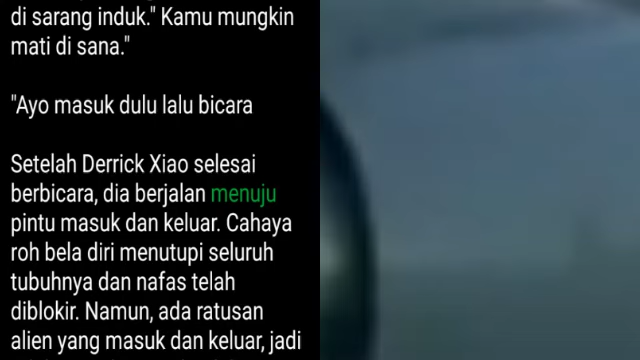 di sarang induk." Kamu mungkin
mati di sana."
"Ayo masuk dulu lalu bicara
Setelah Derrick Xiao selesai
berbicara, dia berjalan menuju
pintu masuk dan keluar. Cahaya
roh bela diri menutupi seluruh
tubuhnya dan nafas telah
diblokir. Namun, ada ratusan
alien yang masuk dan keluar, jadi